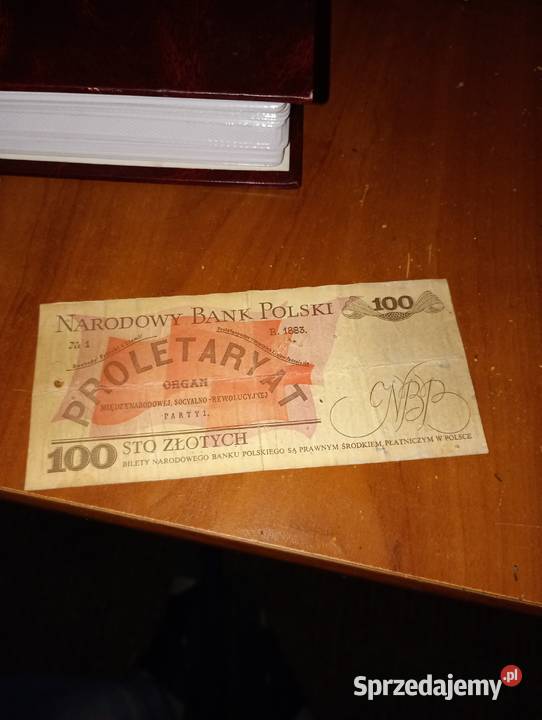 NARODOWY BANK POLSKI
100
№ 1
R. 1883.
PROLETARYAT
ORGAN
MIĘDZYNARODOWEJ, SOCYALNO-REWOLUCYJNEJ
PARTYI.
NBP
100 STO ZŁOTYCH
BILETY NARODOWEGO BANKU POLSKIEGO SĄ PRAWNYM ŚRODKIEM PŁATNICZYM W POLSCE
Sprzedajemy.pl